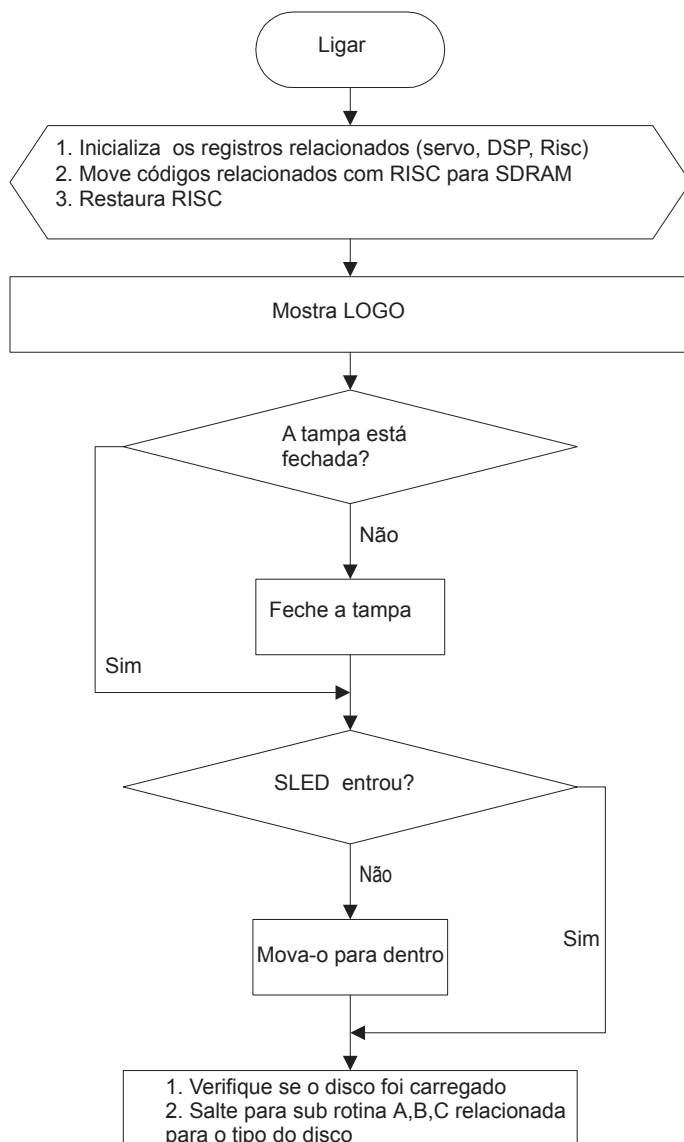 Ligar
1. Inicializa os registros relacionados (servo, DSP, Risc)
2. Move códigos relacionados com RISC para SDRAM
3. Restaura RISC
Mostra LOGO
A tampa está
fechada?
Não
Feche a tampa
Sim
SLED entrou?
Não
Mova-o para dentro
Sim
1. Verifique se o disco foi carregado
2. Salte para sub rotina A,B,C relacionada
para o tipo do disco